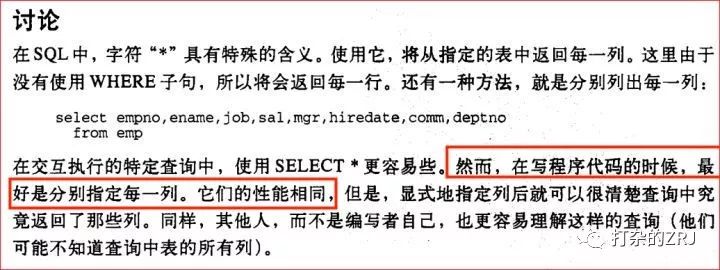 讨论
在SQL中，字符“*”具有特殊的含义。使用它，将从指定的表中返回每一列。这里由于
没有使用WHERE子句，所以将会返回每一行。还有一种方法，就是分别列出每一列：
select empno,ename,job,sal,mgr,hiredate,comm,deptno
from emp
在交互执行的特定查询中，使用SELECT *更容易些。然而，在写程序代码的时候，最
好是分别指定每一列。它们的性能相同，但是，显式地指定列后就可以很清楚查询中究
竟返回了那些列。同样，其他人，而不是编写者自己，也更容易理解这样的查询（他们
可能不知道查询中表的所有列）。
打杂的ZRJ